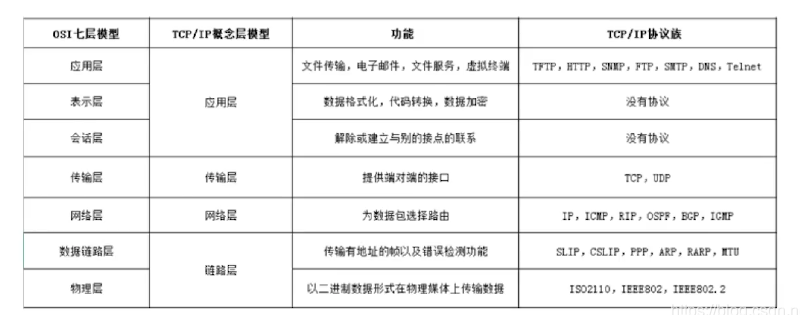 OSI七层模型 TCP/IP概念层模型 功能 TCP/IP协议族
应用层 文件传输，电子邮件，文件服务，虚拟终端 TFTP，HTTP，SNMP，FTP，SMTP，DNS，Telnet
表示层 应用层 数据格式化，代码转换，数据加密 没有协议
会话层 解除或建立与别的接点的联系 没有协议
传输层 传输层 提供端对端的接口 TCP，UDP
网络层 网络层 为数据包选择路由 IP，ICMP，RIP，OSPF，BGP，IGMP
数据链路层 传输有地址的帧以及错误检测功能 SLIP，CSLIP，PPP，ARP，RARP，MTU
链路层
物理层 以二进制数据形式在物理媒体上传输数据 ISO2110，IEEE802，IEEE802.2